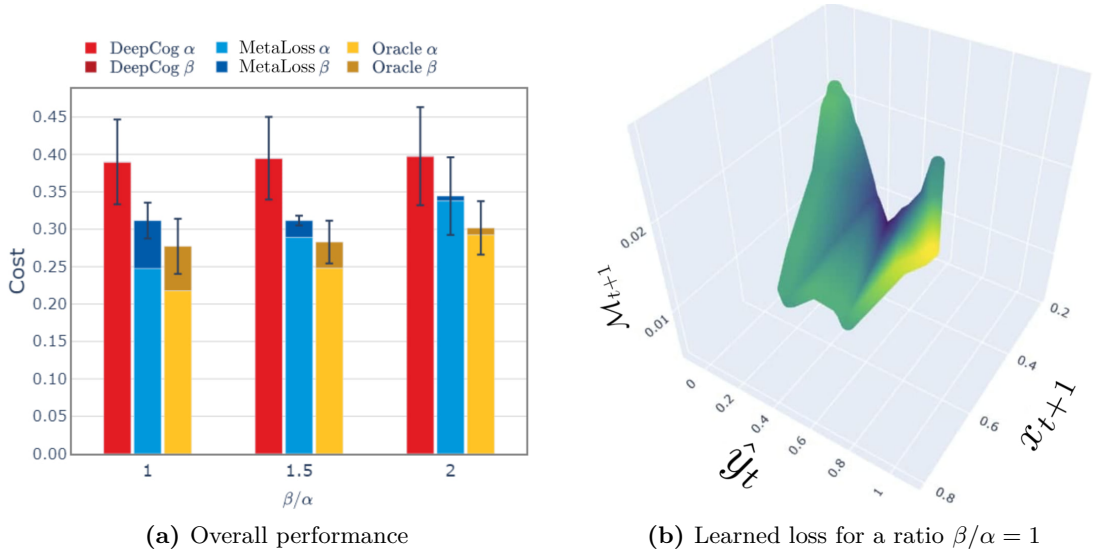 DeepCog α MetaLoss α Oracle α
DeepCog β MetaLoss β Oracle β
0.45
0.40
0.35
0.30
0.25
0.20
0.15
0.10
0.05
0.00
Cost
1 1.5 2
β/α
(a) Overall performance
0.02
0.01
ℳt+1
0 0.2 0.4 0.6 0.8 1
ŷt
0.2
0.4
0.6
0.8
xt+1
(b) Learned loss for a ratio β/α = 1